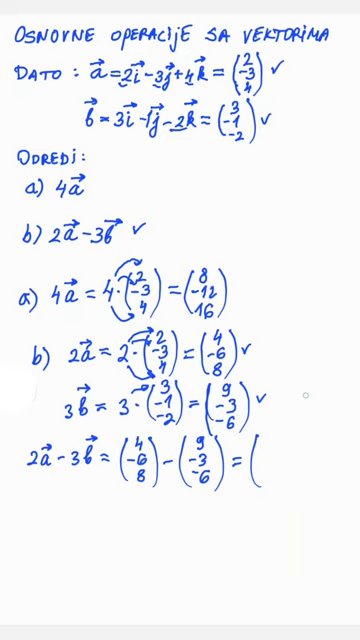 OSNOVNE OPERACIJE SA VEKTORIMA
DATO: a⃗ = 2i⃗ - 3j⃗ + 4k⃗ = (2 -3 4) ✓
b⃗ = 3i⃗ - 1j⃗ - 2k⃗ = (3 -1 -2) ✓
ODREDI:
a) 4a⃗
b) 2a⃗ - 3b⃗ ✓
a) 4a⃗ = 4·(2 -3 4) = (8 -12 16)
b) 2a⃗ = 2·(2 -3 4) = (4 -6 8) ✓
3b⃗ = 3·(3 -1 -2) = (9 -3 -6) ✓
2a⃗ - 3b⃗ = (4 -6 8) - (9 -3 -6) = (